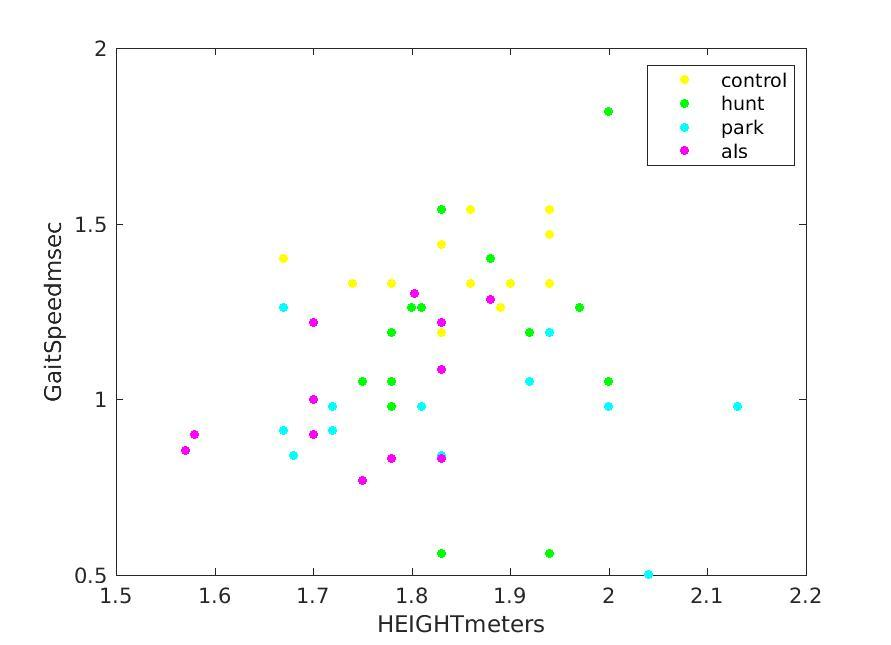 2
1.5
1
0.5
GaitSpeedmsec
control
hunt
park
als
1.5 1.6 1.7 1.8 1.9 2 2.1 2.2
HEIGHTmeters